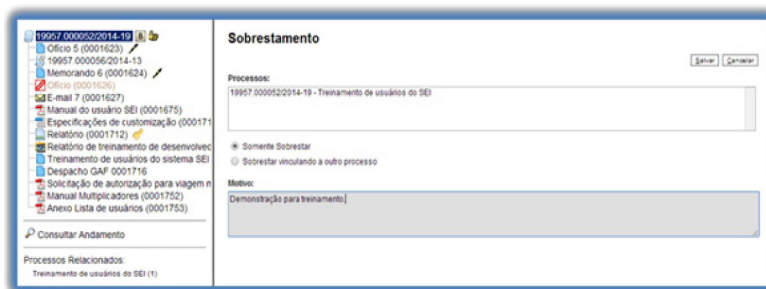 19957.000052/2014-19
Ofício 5 (0001623)
19957.000056/2014-13
Memorando 6 (0001624)
Ofício (0001626)
E-mail 7 (0001627)
Manual do usuário SEI (0001675)
Especificações de customização (000171
Relatório (0001712)
Relatório de treinamento de desenvolvec
Treinamento de usuários do sistema SEI
Despacho GAF 0001716
Solicitação de autorização para viagem n
Manual Multiplicadores (0001752)
Anexo Lista de usuários (0001753)
Consultar Andamento
Processos Relacionados:
Treinamento de usuários do SEI (1)
Sobrestamento
Salvar Cancelar
Processos:
19957.000052/2014-19 - Treinamento de usuários do SEI
Somente Sobrestar
Sobrestar vinculando a outro processo
Motivo:
Demonstração para treinamento.